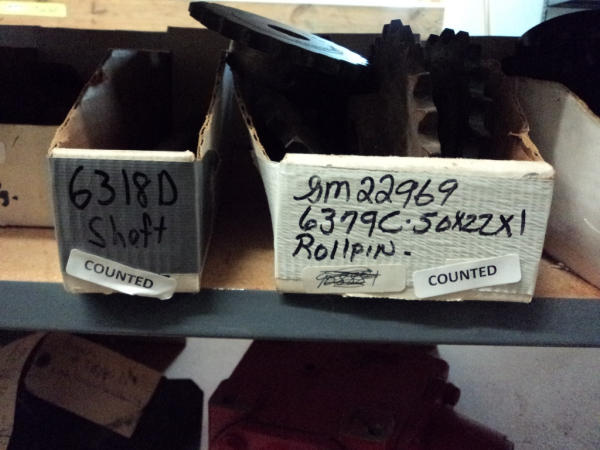 6318D
Shaft
COUNTED
SM22969
6379C·50X22X1
Rollpin.
COUNTED